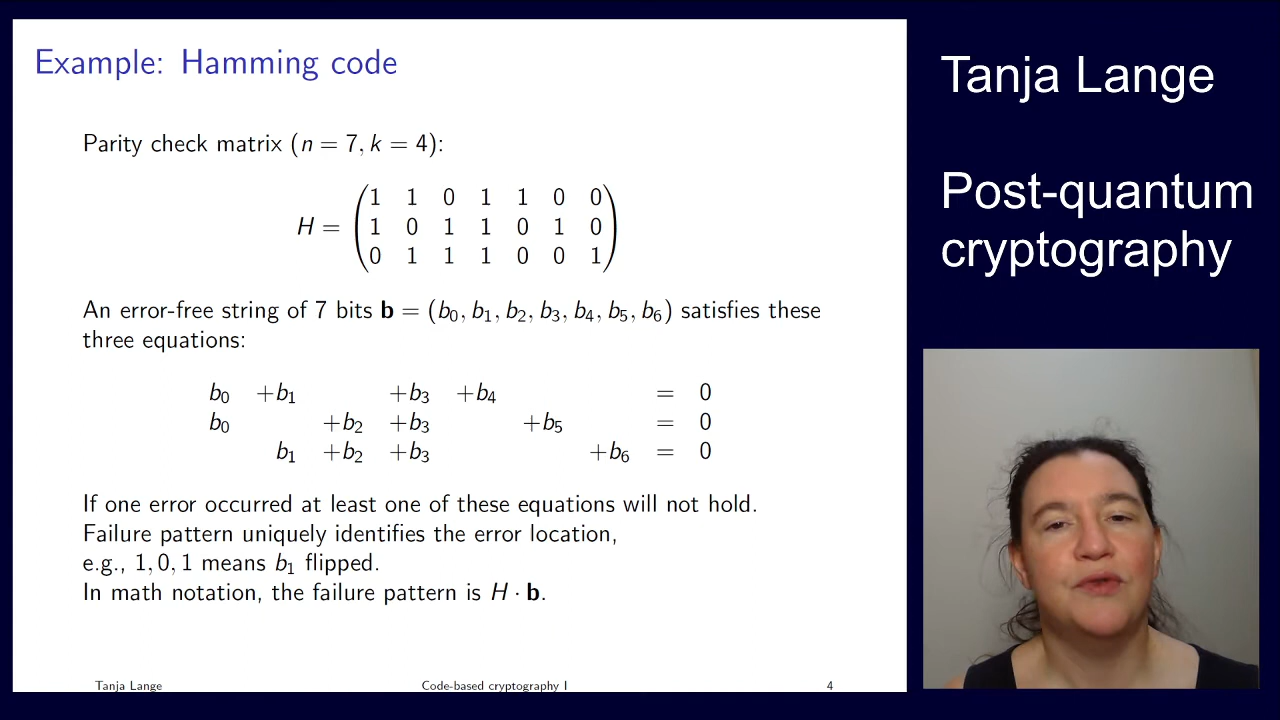 Example: Hamming code
Parity check matrix (n = 7, k = 4):
H = (1 1 0 1 1 0 0
1 0 1 1 0 1 0
0 1 1 1 0 0 1)
An error-free string of 7 bits b = (b₀, b₁, b₂, b₃, b₄, b₅, b₆) satisfies these
three equations:
b₀ +b₁ +b₃ +b₄ = 0
b₀ +b₂ +b₃ +b₅ = 0
b₁ +b₂ +b₃ +b₆ = 0
If one error occurred at least one of these equations will not hold.
Failure pattern uniquely identifies the error location,
e.g., 1, 0, 1 means b₁ flipped.
In math notation, the failure pattern is H · b.
Tanja Lange Code-based cryptography I 4
Tanja Lange
Post-quantum
cryptography